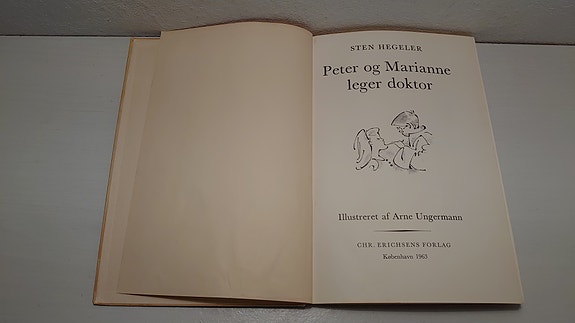 STEN HEGELER
Peter og Marianne
leger doktor
Illustreret af Arne Ungermann
CHR. ERICHSENS FORLAG
København 1963